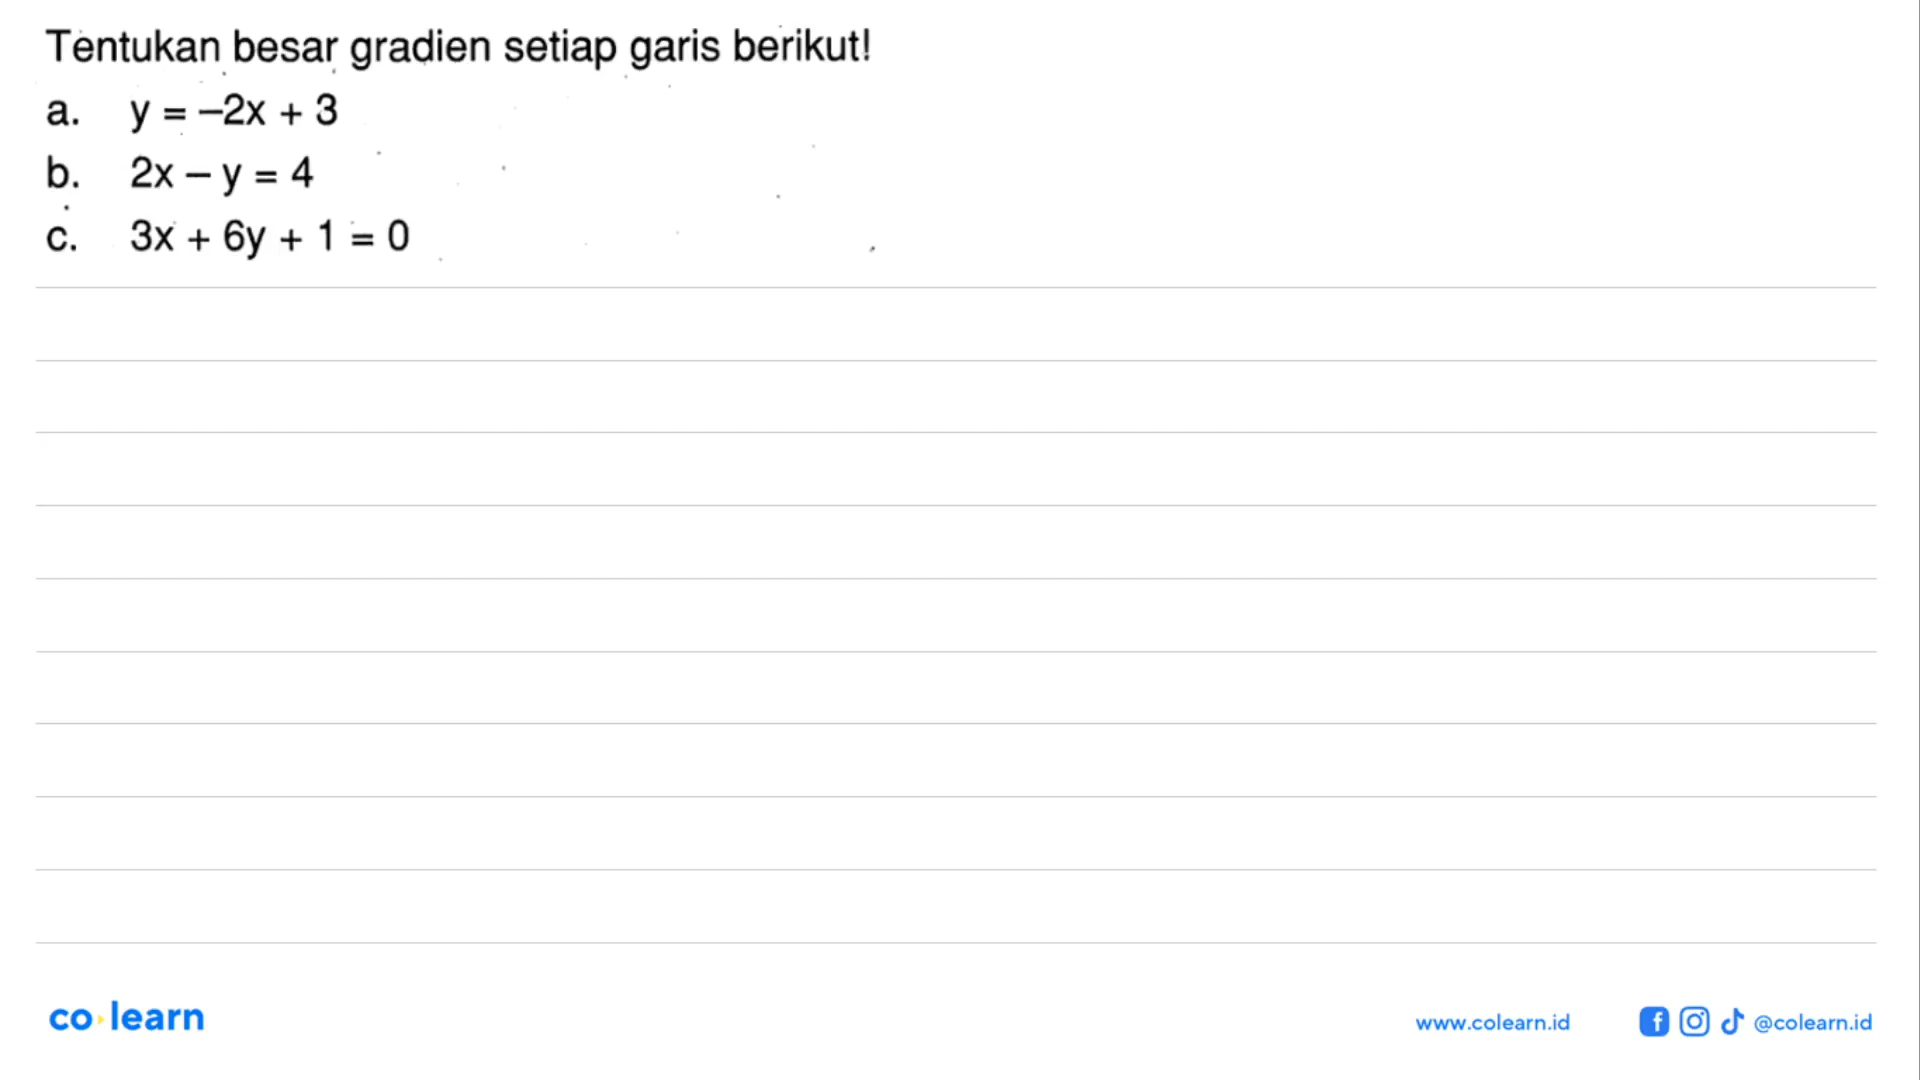 Tentukan besar gradien setiap garis berikut!
a. y = –2x + 3
b. 2x – y = 4
c. 3x + 6y + 1 = 0
co learn
www.colearn.id @colearn.id